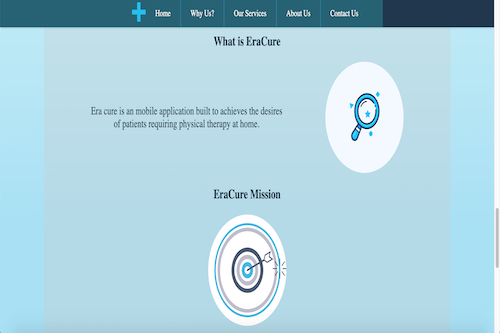 Home Why Us? Our Services About Us Contact Us
What is EraCure
Era cure is an mobile application built to achieves the desires
of patients requiring physical therapy at home.
EraCure Mission